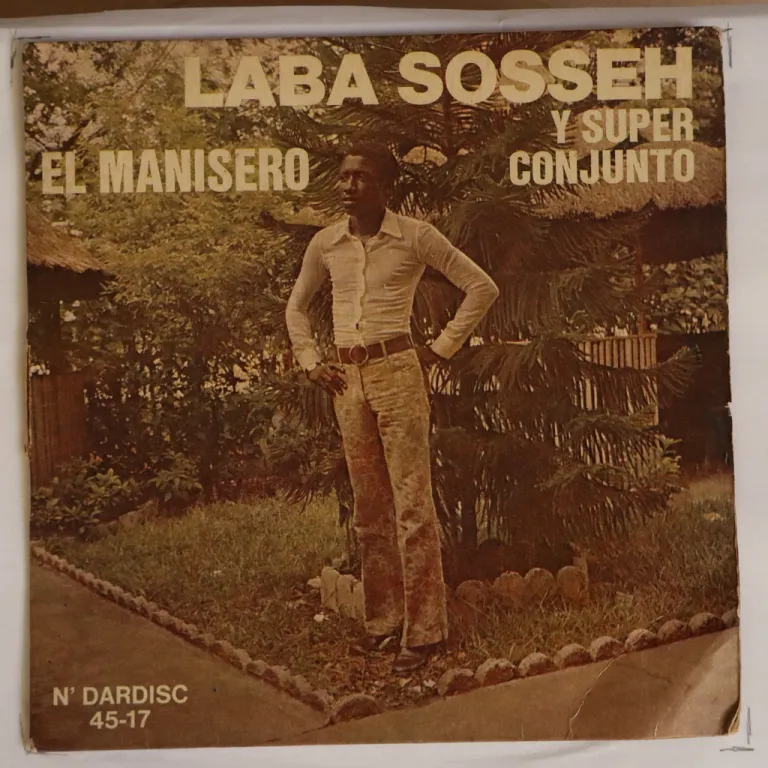 LABA SOSSEH
Y SUPER
CONJUNTO
EL MANISERO
N' DARDISC
45-17